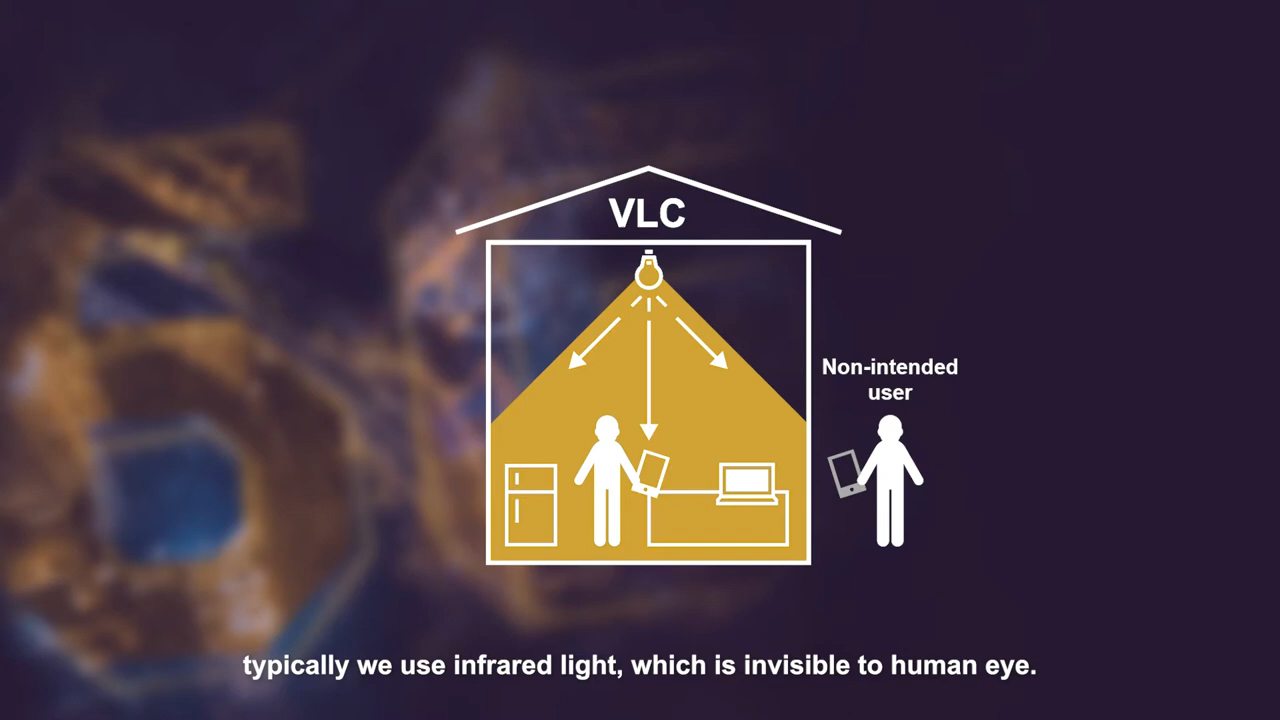 VLC
Non-intended
user
typically we use infrared light, which is invisible to human eye.